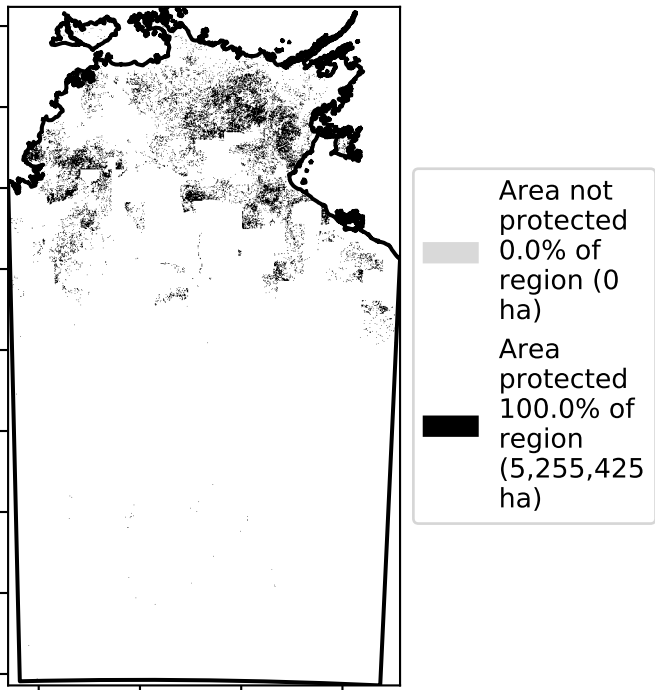 Area not
protected
0.0% of
region (0
ha)
Area
protected
100.0% of
region
(5,255,425
ha)